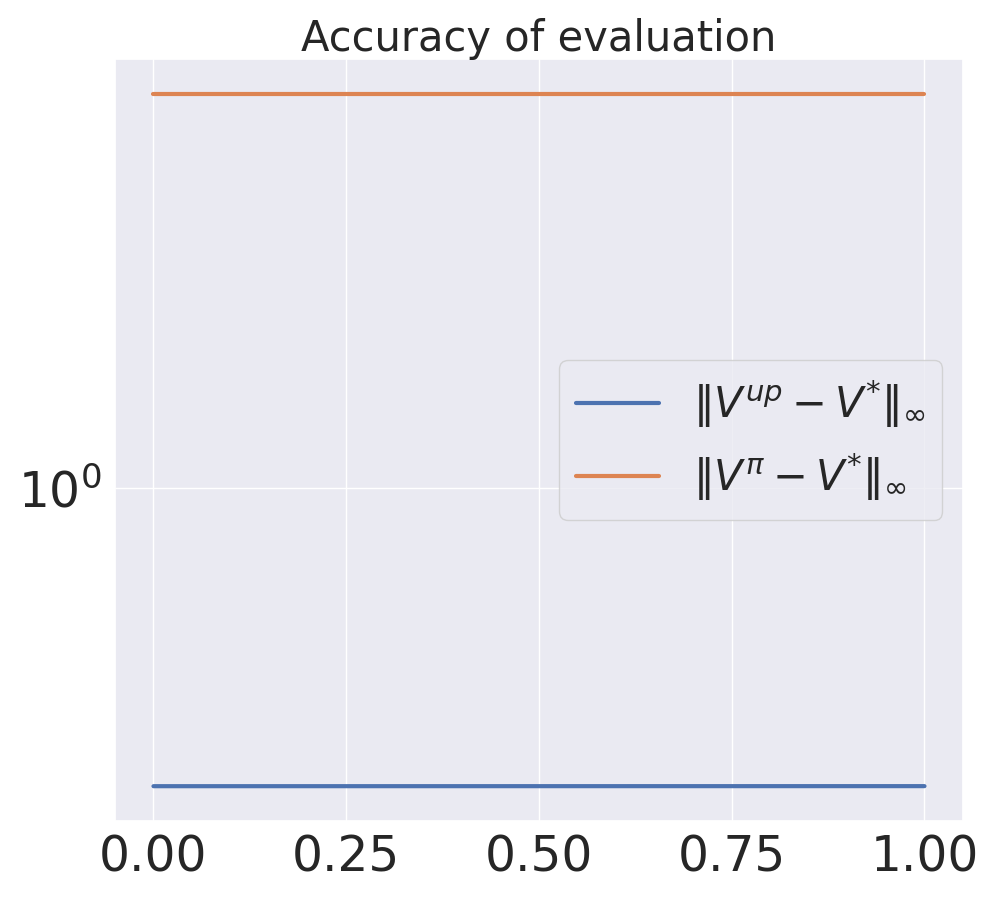 Accuracy of evaluation
‖V^{up} − V^*‖_∞
‖V^π − V^*‖_∞
10^0
0.00 0.25 0.50 0.75 1.00